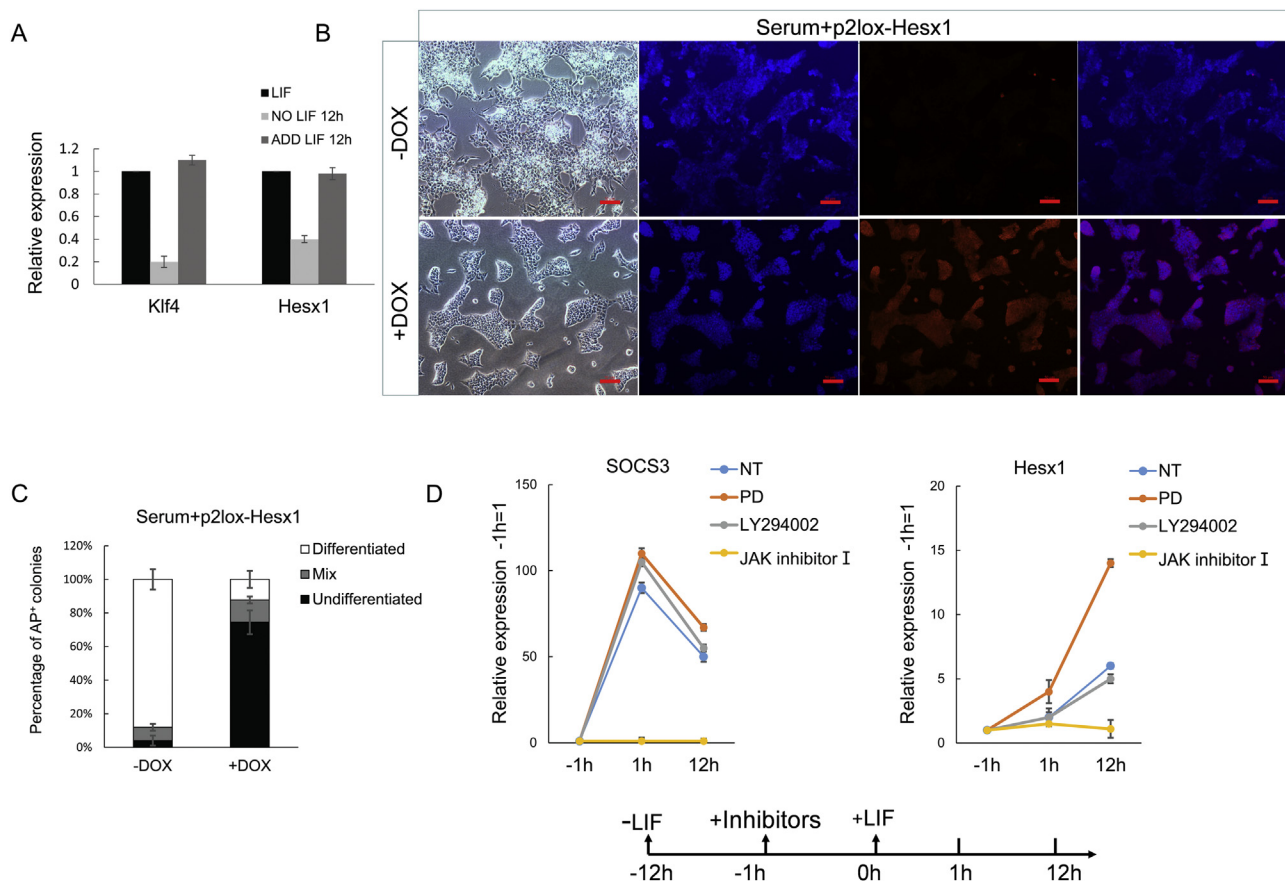 A
LIF
NO LIF 12h
ADD LIF 12h
1.2
1
0.8
0.6
0.4
0.2
0
Relative expression
Klf4
Hesx1
B
Serum+p2lox-Hesx1
-DOX
+DOX
C
Serum+p2lox-Hesx1
Differentiated
Mix
Undifferentiated
120%
100%
80%
60%
40%
20%
0%
Percentage of AP⁺ colonies
-DOX
+DOX
D
SOCS3
NT
PD
LY294002
JAK inhibitor I
150
100
50
0
Relative expression -1h=1
-1h
1h
12h
Hesx1
NT
PD
LY294002
JAK inhibitor I
20
15
10
5
0
Relative expression -1h=1
-1h
1h
12h
-LIF
+Inhibitors
+LIF
-12h
-1h
0h
1h
12h